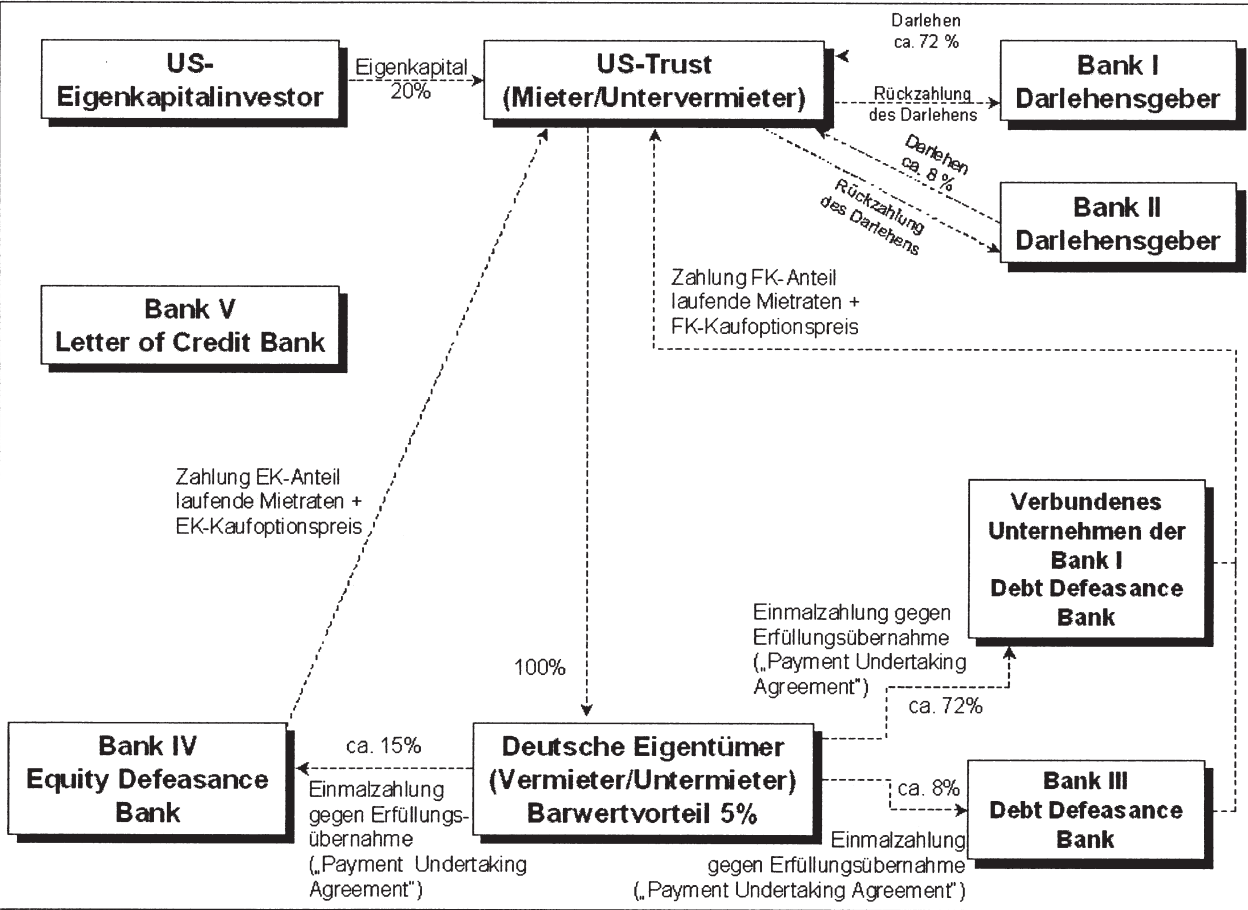 US-
Eigenkapitalinvestor
Eigenkapital
20%
US-Trust
(Mieter/Untervermieter)
Darlehen
ca. 72 %
Rückzahlung
des Darlehens
Bank I
Darlehensgeber
Darlehen
ca. 8 %
Rückzahlung
des Darlehens
Bank II
Darlehensgeber
Bank V
Letter of Credit Bank
Zahlung FK-Anteil
laufende Mietraten +
FK-Kaufoptionspreis
Zahlung EK-Anteil
laufende Mietraten +
EK-Kaufoptionspreis
Verbundenes
Unternehmen der
Bank I
Debt Defeasance
Bank
Einmalzahlung gegen
Erfüllungsübernahme
(„Payment Undertaking
Agreement")
ca. 72%
100%
Bank IV
Equity Defeasance
Bank
ca. 15%
Einmalzahlung
gegen Erfüllungs-
übernahme
(„Payment Undertaking
Agreement")
Deutsche Eigentümer
(Vermieter/Untermieter)
Barwertvorteil 5%
ca. 8%
Einmalzahlung
gegen Erfüllungsübernahme
(„Payment Undertaking Agreement")
Bank III
Debt Defeasance
Bank